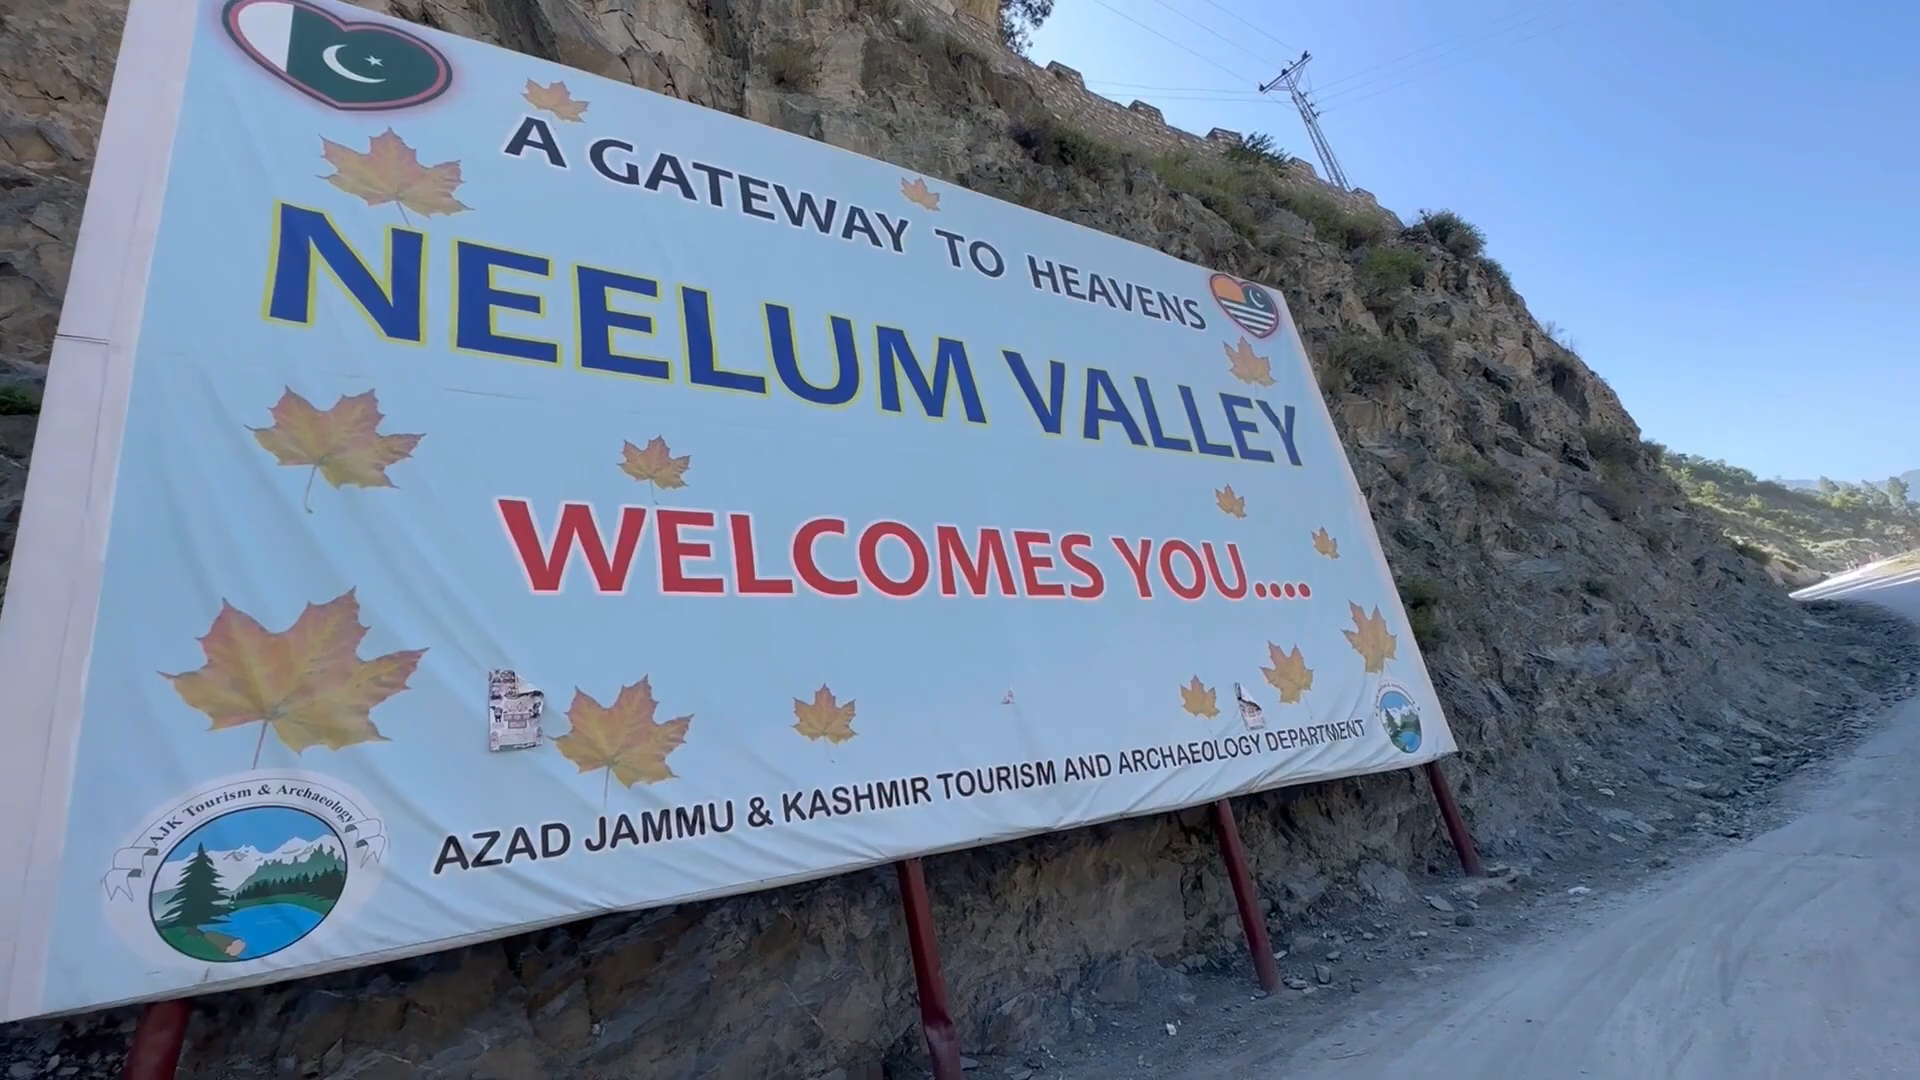 A GATEWAY TO HEAVENS
NEELUM VALLEY
WELCOMES YOU....
AZAD JAMMU & KASHMIR TOURISM AND ARCHAEOLOGY DEPARTMENT
AJK Tourism & Archaeology